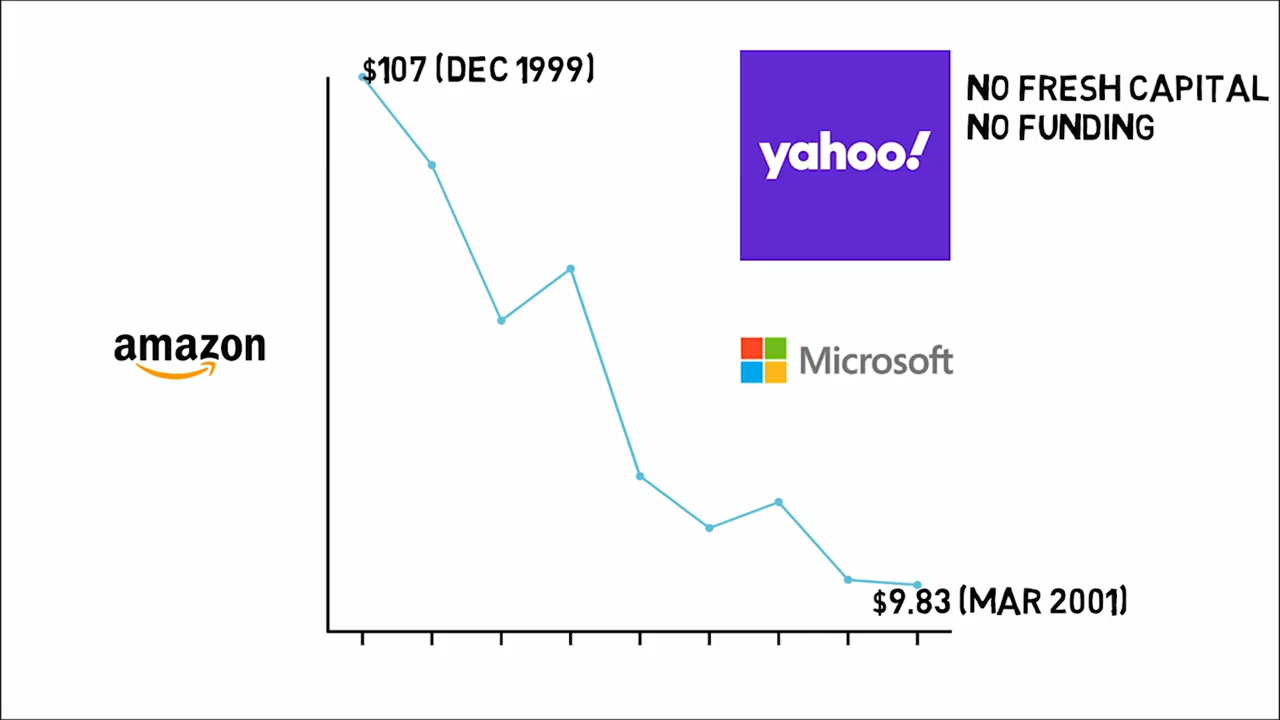 $107 (DEC 1999)
yahoo!
NO FRESH CAPITAL
NO FUNDING
amazon
Microsoft
$9.83 (MAR 2001)